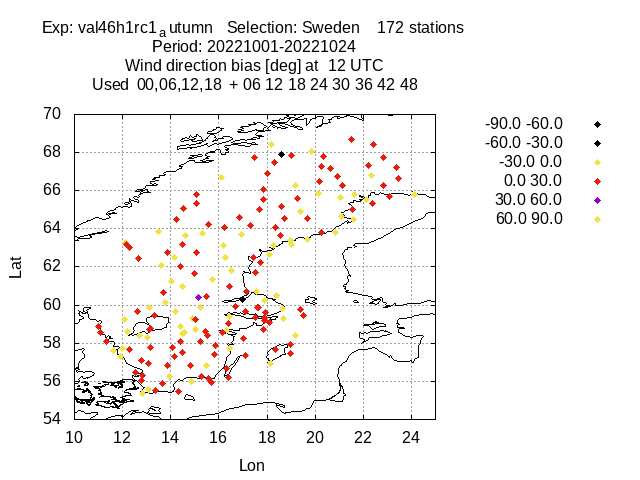 Exp: val46h1rc1autumn Selection: Sweden 172 stations
Period: 20221001-20221024
Wind direction bias [deg] at 12 UTC
Used 00,06,12,18 + 06 12 18 24 30 36 42 48
70
68
66
64
62
60
58
56
54
Lat
10 12 14 16 18 20 22 24
Lon
-90.0 -60.0
-60.0 -30.0
-30.0 0.0
0.0 30.0
30.0 60.0
60.0 90.0